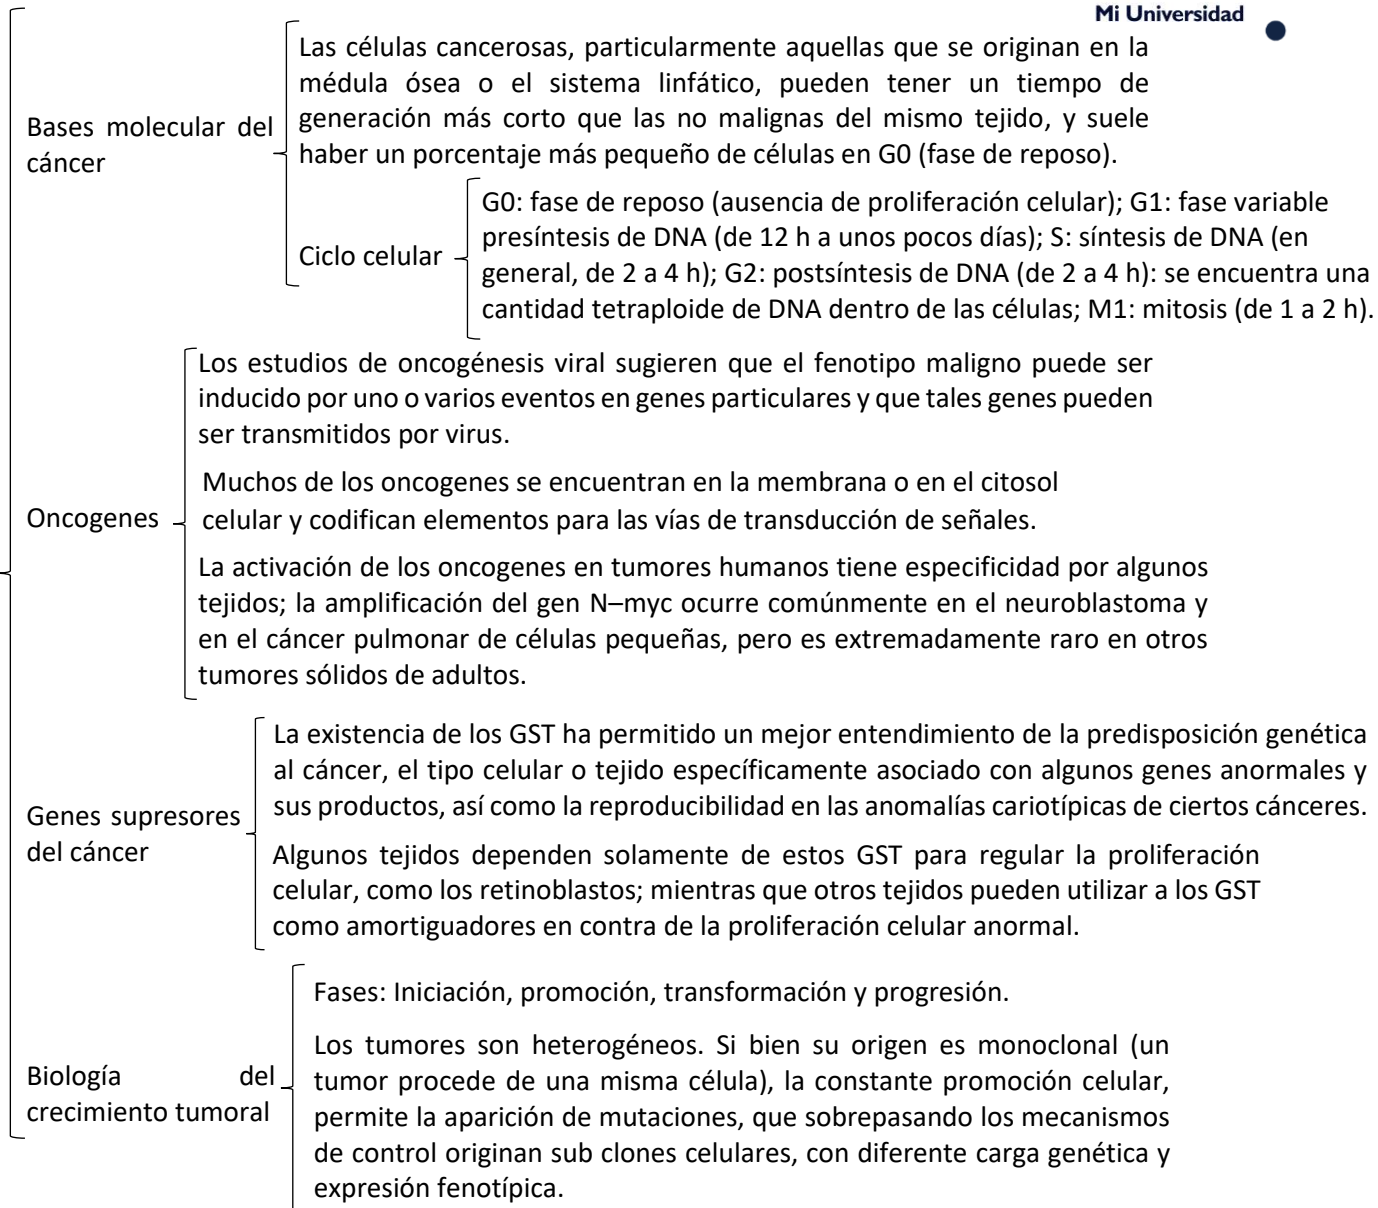 Mi Universidad
Bases molecular del
cáncer
Las células cancerosas, particularmente aquellas que se originan en la
médula ósea o el sistema linfático, pueden tener un tiempo de
generación más corto que las no malignas del mismo tejido, y suele
haber un porcentaje más pequeño de células en G0 (fase de reposo).
Ciclo celular
G0: fase de reposo (ausencia de proliferación celular); G1: fase variable
presíntesis de DNA (de 12 h a unos pocos días); S: síntesis de DNA (en
general, de 2 a 4 h); G2: postsíntesis de DNA (de 2 a 4 h): se encuentra una
cantidad tetraploide de DNA dentro de las células; M1: mitosis (de 1 a 2 h).
Oncogenes
Los estudios de oncogénesis viral sugieren que el fenotipo maligno puede ser
inducido por uno o varios eventos en genes particulares y que tales genes pueden
ser transmitidos por virus.
Muchos de los oncogenes se encuentran en la membrana o en el citosol
celular y codifican elementos para las vías de transducción de señales.
La activación de los oncogenes en tumores humanos tiene especificidad por algunos
tejidos; la amplificación del gen N–myc ocurre comúnmente en el neuroblastoma y
en el cáncer pulmonar de células pequeñas, pero es extremadamente raro en otros
tumores sólidos de adultos.
Genes supresores
del cáncer
La existencia de los GST ha permitido un mejor entendimiento de la predisposición genética
al cáncer, el tipo celular o tejido específicamente asociado con algunos genes anormales y
sus productos, así como la reproducibilidad en las anomalías cariotípicas de ciertos cánceres.
Algunos tejidos dependen solamente de estos GST para regular la proliferación
celular, como los retinoblastos; mientras que otros tejidos pueden utilizar a los GST
como amortiguadores en contra de la proliferación celular anormal.
Biología del
crecimiento tumoral
Fases: Iniciación, promoción, transformación y progresión.
Los tumores son heterogéneos. Si bien su origen es monoclonal (un
tumor procede de una misma célula), la constante promoción celular,
permite la aparición de mutaciones, que sobrepasando los mecanismos
de control originan sub clones celulares, con diferente carga genética y
expresión fenotípica.